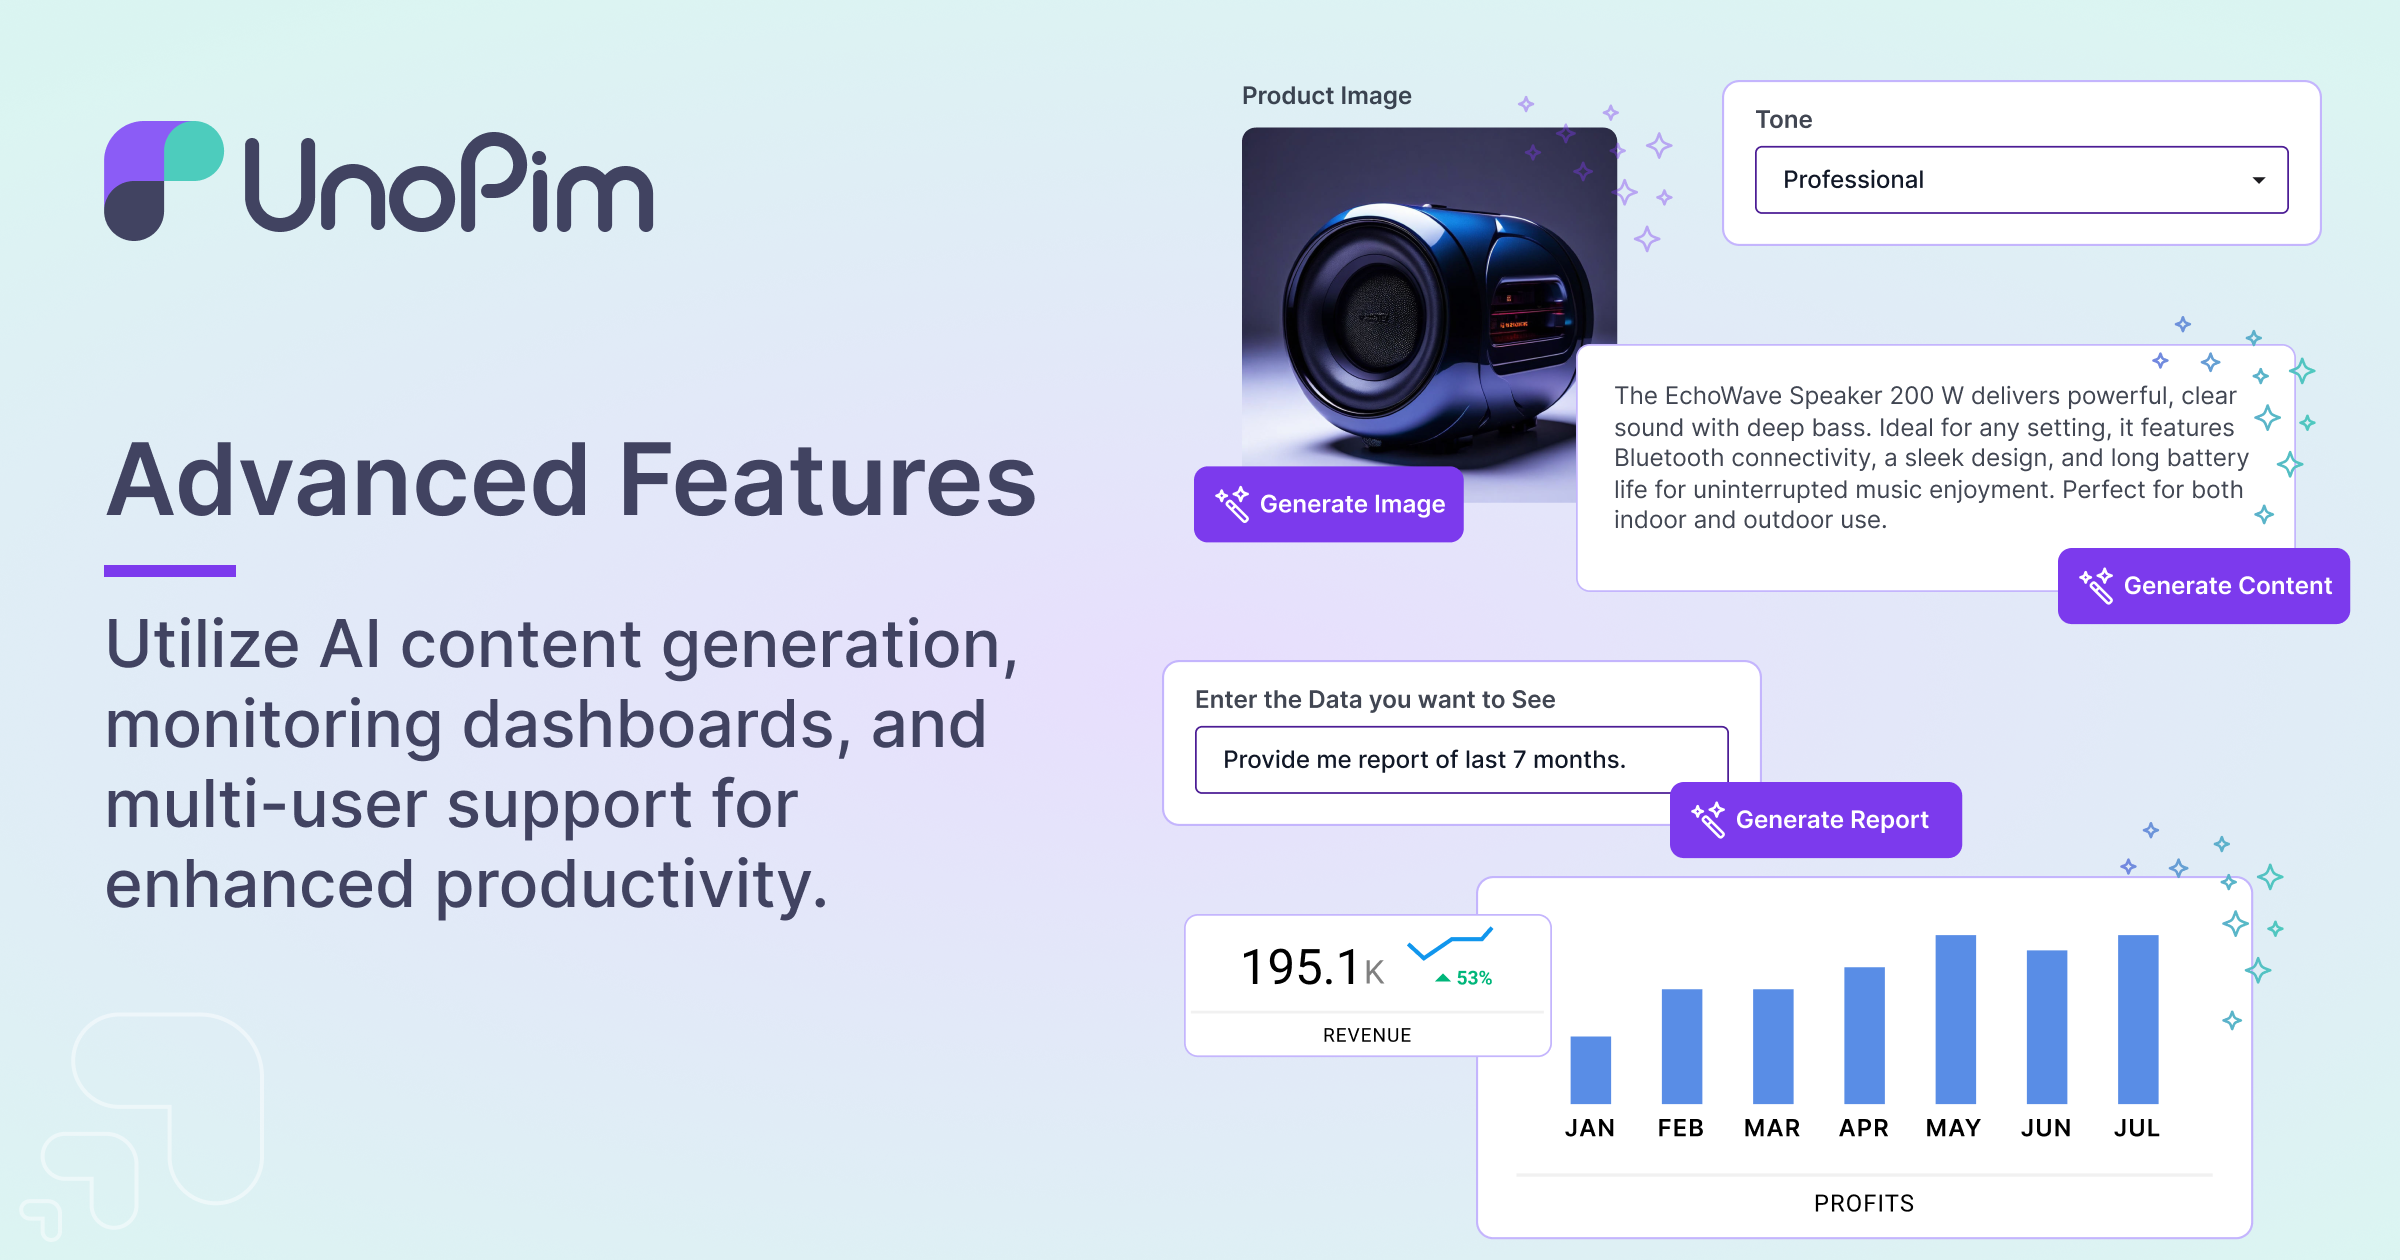 UnoPim
Advanced Features
Utilize AI content generation,
monitoring dashboards, and
multi-user support for
enhanced productivity.
Product Image
Generate Image
Tone
Professional
The EchoWave Speaker 200 W delivers powerful, clear
sound with deep bass. Ideal for any setting, it features
Bluetooth connectivity, a sleek design, and long battery
life for uninterrupted music enjoyment. Perfect for both
indoor and outdoor use.
Generate Content
Enter the Data you want to See
Provide me report of last 7 months.
Generate Report
195.1K
53%
REVENUE
JAN FEB MAR APR MAY JUN JUL
PROFITS